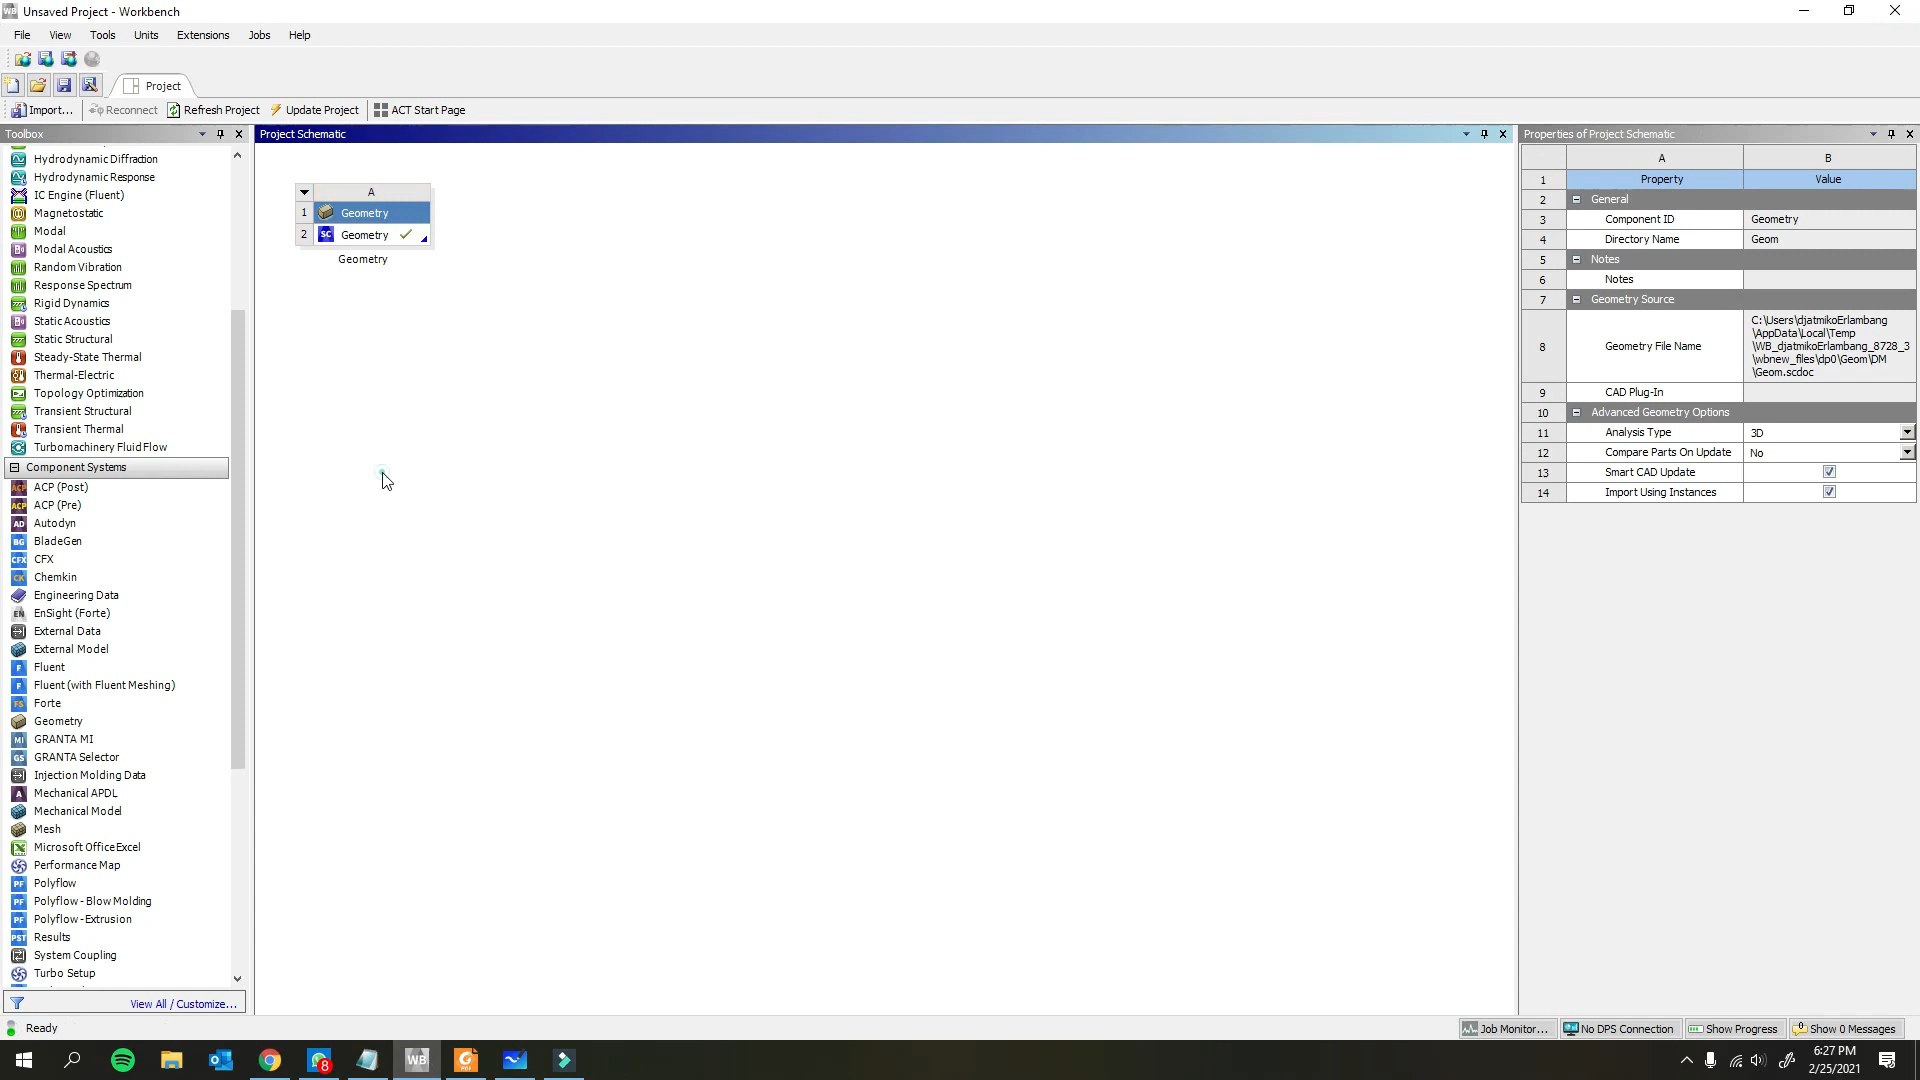 Unsaved Project - Workbench
File View Tools Units Extensions Jobs Help
Project
Import... Reconnect Refresh Project Update Project ACT Start Page
Toolbox
Hydrodynamic Diffraction
Hydrodynamic Response
IC Engine (Fluent)
Magnetostatic
Modal
Modal Acoustics
Random Vibration
Response Spectrum
Rigid Dynamics
Static Acoustics
Static Structural
Steady-State Thermal
Thermal-Electric
Topology Optimization
Transient Structural
Transient Thermal
Turbomachinery Fluid Flow
Component Systems
ACP (Post)
ACP (Pre)
Autodyn
BladeGen
CFX
Chemkin
Engineering Data
EnSight (Forte)
External Data
External Model
Fluent
Fluent (with Fluent Meshing)
Forte
Geometry
GRANTA MI
GRANTA Selector
Injection Molding Data
Mechanical APDL
Mechanical Model
Mesh
Microsoft Office Excel
Performance Map
Polyflow
Polyflow - Blow Molding
Polyflow - Extrusion
Results
System Coupling
Turbo Setup
View All / Customize...
Project Schematic
A
1 Geometry
2 SC Geometry
Geometry
Properties of Project Schematic
A B
1 Property Value
2 General
3 Component ID Geometry
4 Directory Name Geom
5 Notes
6 Notes
7 Geometry Source
8 Geometry File Name C:\Users\djatmikoErlambang
\AppData\Local\Temp
\WB_djatmikoErlambang_8728_3
\wbnew_files\dp0\Geom\DM
\Geom.scdoc
9 CAD Plug-In
10 Advanced Geometry Options
11 Analysis Type 3D
12 Compare Parts On Update No
13 Smart CAD Update
14 Import Using Instances
Ready
Job Monitor... No DPS Connection Show Progress Show 0 Messages
6:27 PM
2/25/2021